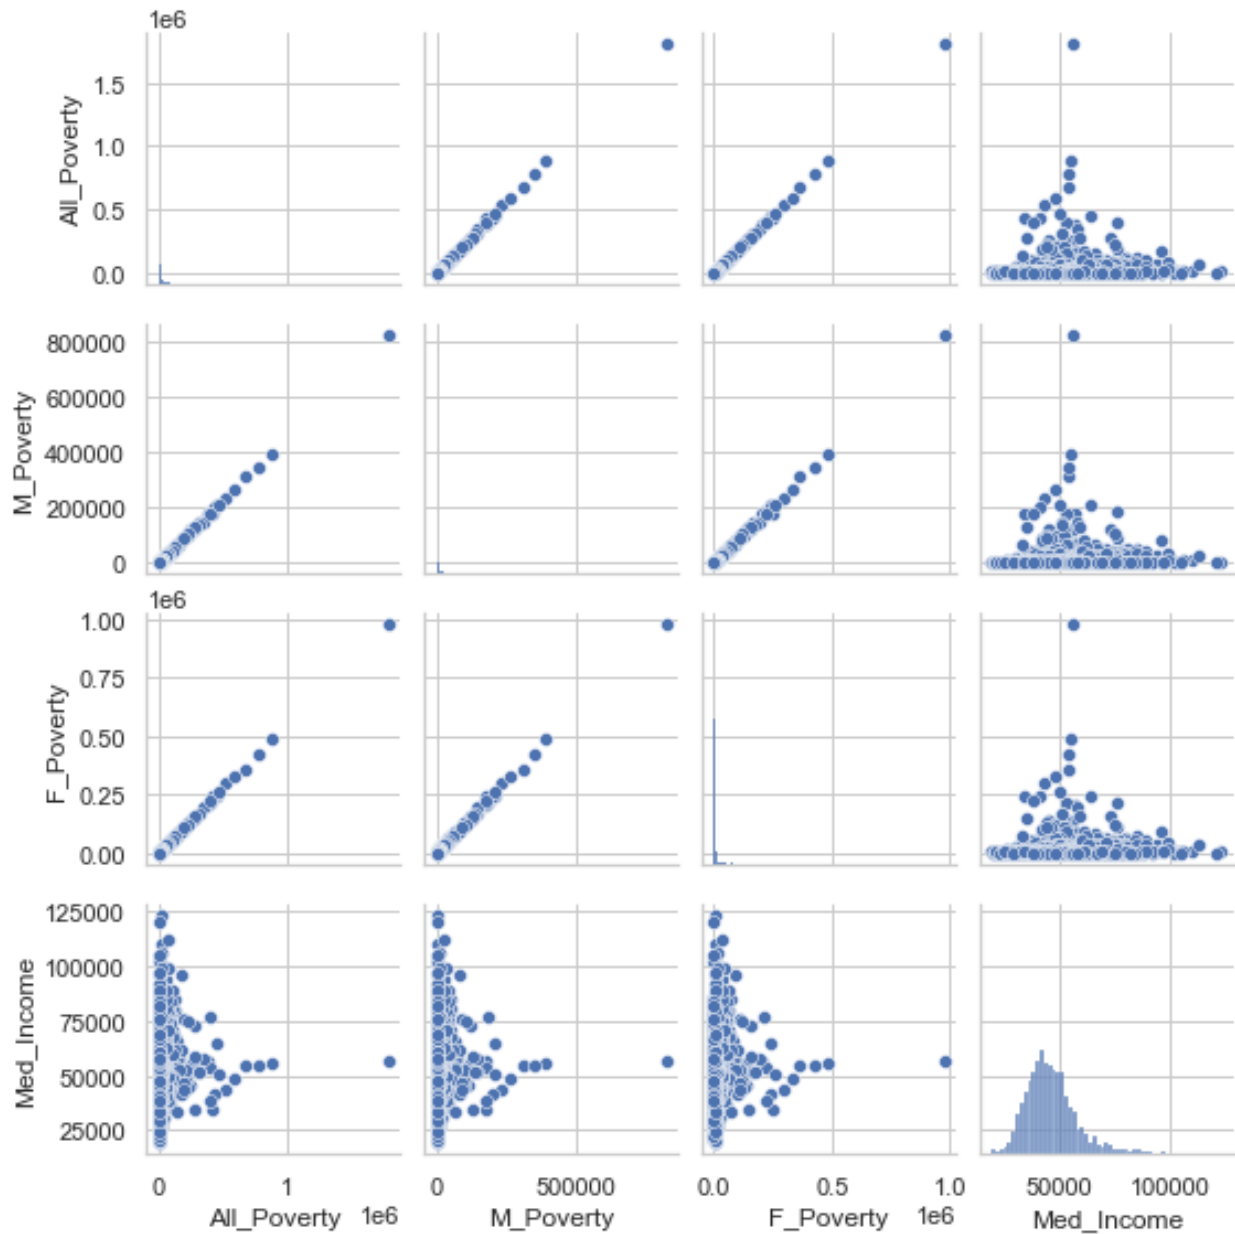 1e6
All_Poverty
1.5
1.0
0.5
0.0
M_Poverty
800000
600000
400000
200000
0
1e6
F_Poverty
1.00
0.75
0.50
0.25
0.00
Med_Income
125000
100000
75000
50000
25000
0 1 0 500000 0.0 0.5 1.0 50000 100000
All_Poverty 1e6 M_Poverty F_Poverty 1e6 Med_Income